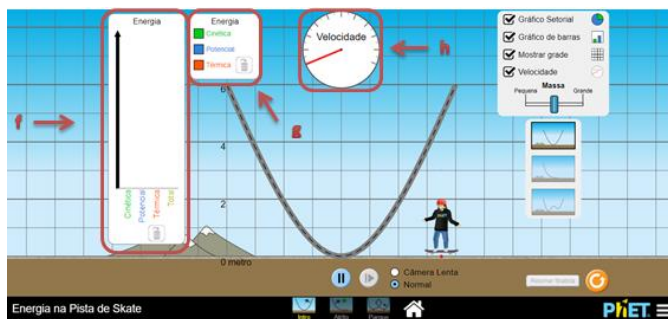 Energia
Cinética
Potencial
Térmica
Total
Energia
Cinética
Potencial
Térmica
Velocidade
h
f
g
6
4
2
0 metro
Gráfico Setorial
Gráfico de barras
Mostrar grade
Velocidade
Massa
Pequena
Grande
Câmera Lenta
Normal
Energia na Pista de Skate
Intro
Atrito
Parque
PhET